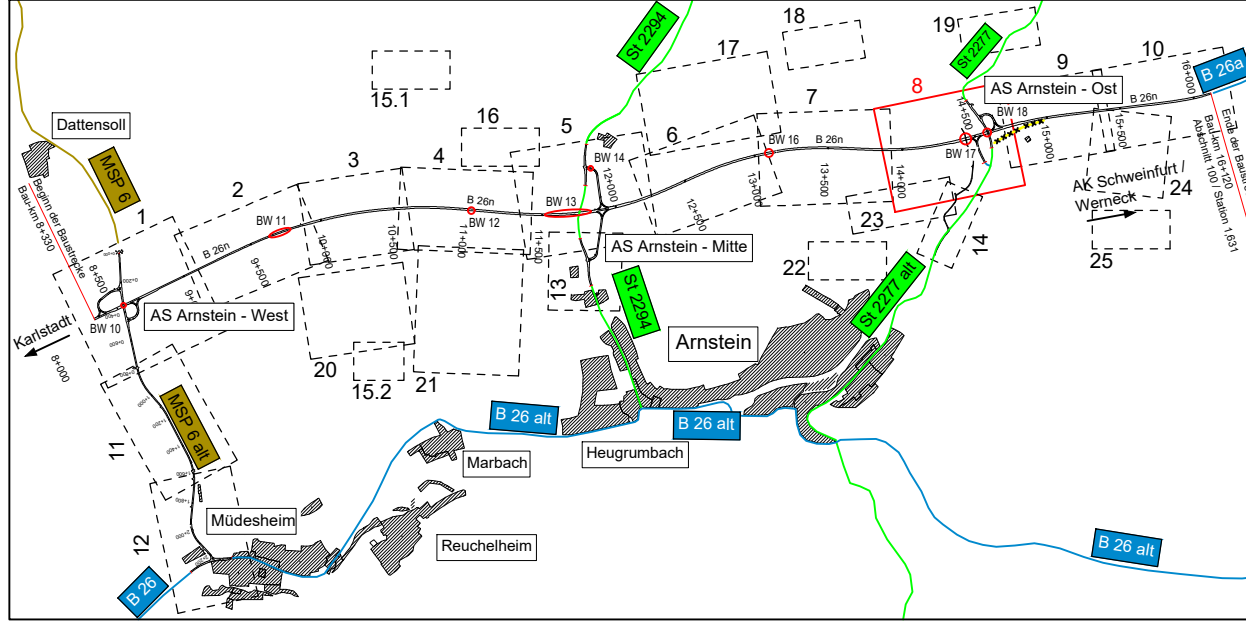 18
19
St 2294
17
St 2277
9
10
16+000
B 26a
15.1
8
AS Arnstein - Ost
B 26n
7
14+500
BW 18
Dattensoll
16
5
6
BW 16
B 26n
BW 17
15+000
15+500
Ende der Baustrecke
Bau-km 16+120
Abschnitt 100 / Station 1,631
MSP 6
3
4
BW 14
12+000
13+000
13+500
14+000
AK Schweinfurt /
Werneck
24
Beginn der Baustrecke
Bau-km 8+330
1
2
BW 11
B 26n
BW 12
BW 13
12+500
23
14
25
B 26n
9+500
10+000
10+500
11+000
11+500
AS Arnstein - Mitte
22
8+500
BW 10
AS Arnstein - West
13
St 2294
St 2277 alt
Karlstadt
8+000
20
15.2
21
Arnstein
11
MSP 6 alt
B 26 alt
B 26 alt
Heugrumbach
Marbach
12
Müdesheim
Reuchelheim
B 26 alt
B 26